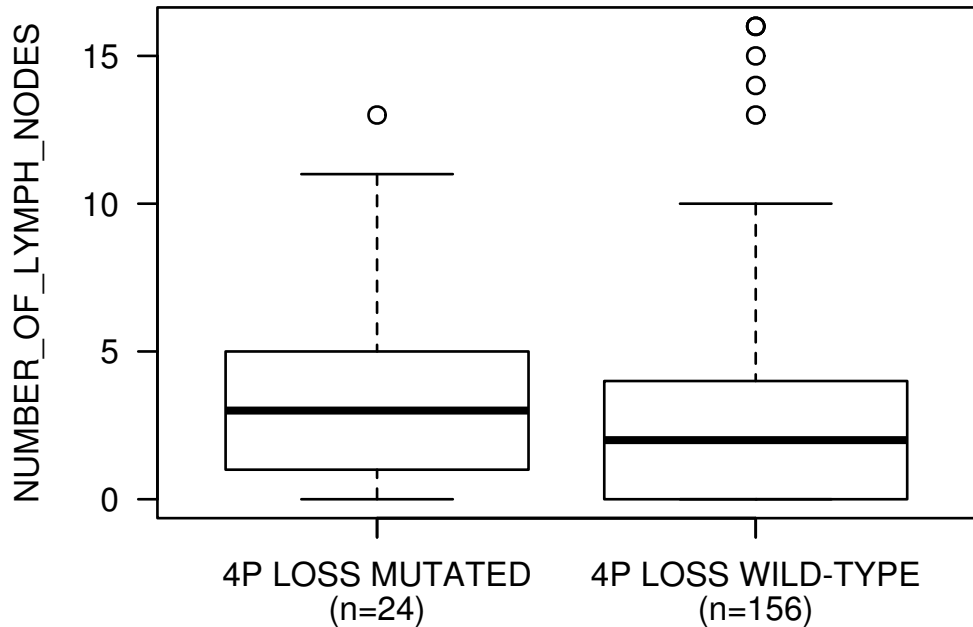 NUMBER_OF_LYMPH_NODES
15
10
5
0
4P LOSS MUTATED
(n=24)
4P LOSS WILD-TYPE
(n=156)